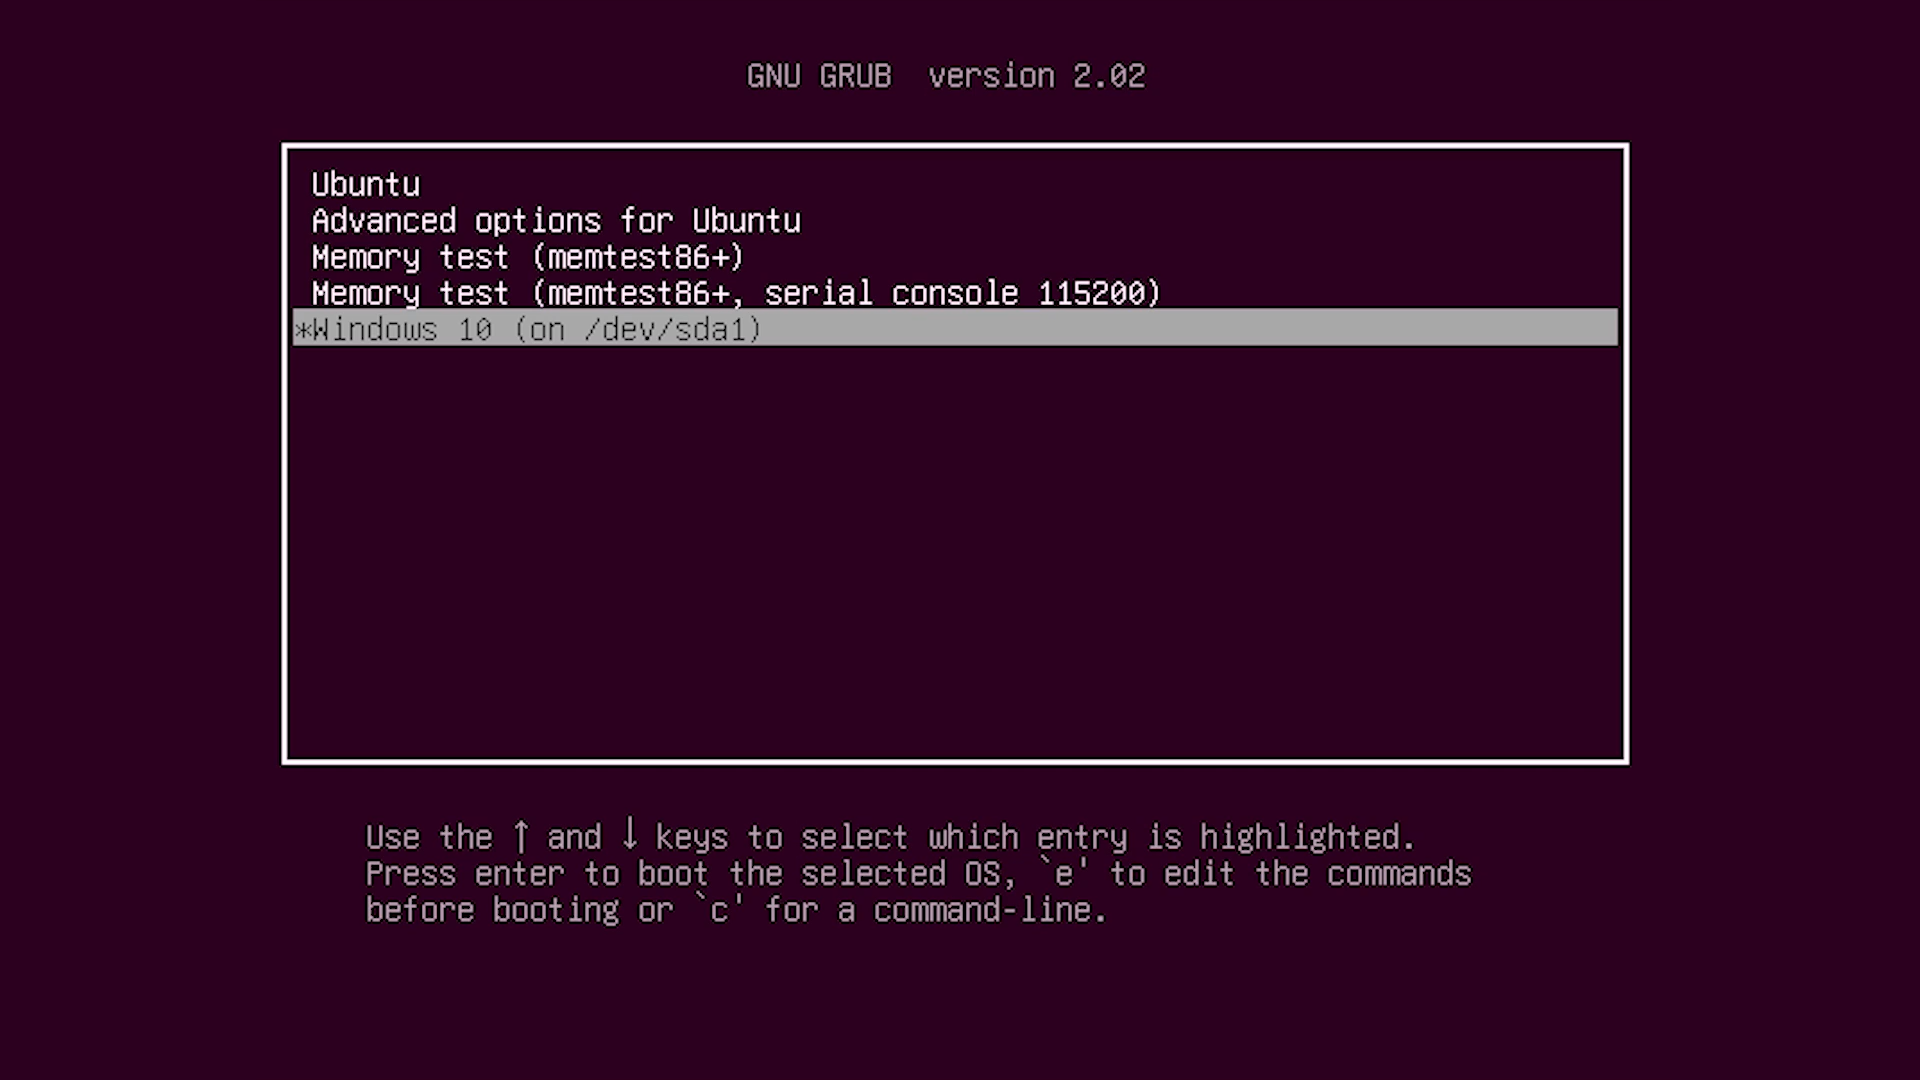 GNU GRUB  version 2.02
Ubuntu
Advanced options for Ubuntu
Memory test (memtest86+)
Memory test (memtest86+, serial console 115200)
*Windows 10 (on /dev/sda1)
Use the ↑ and ↓ keys to select which entry is highlighted.
Press enter to boot the selected OS, `e' to edit the commands
before booting or `c' for a command-line.